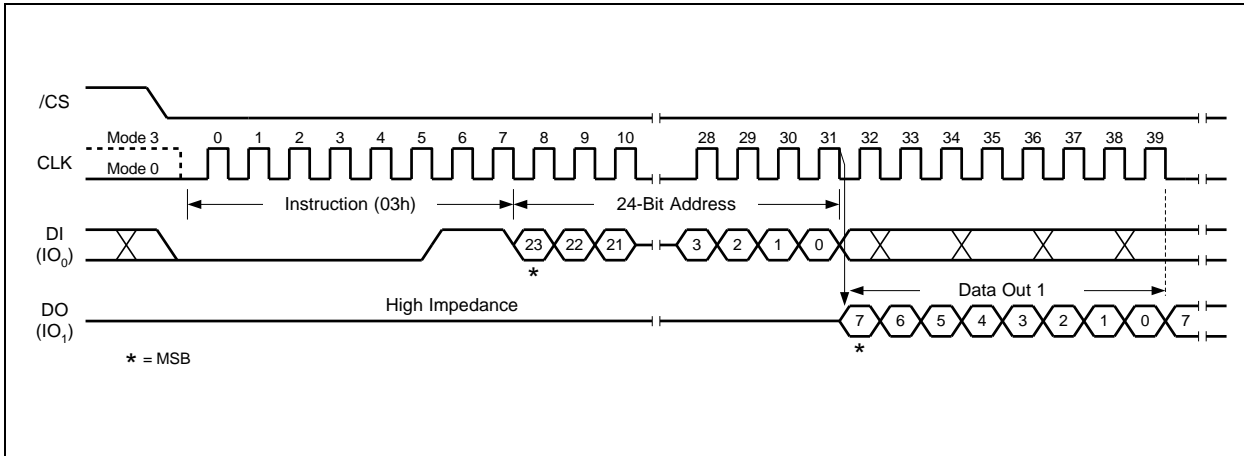 /CS
Mode 3 0 1 2 3 4 5 6 7 8 9 10 28 29 30 31 32 33 34 35 36 37 38 39
CLK
Mode 0
Instruction (03h) 24-Bit Address
DI
(IO₀)
23 22 21 3 2 1 0
*
Data Out 1
High Impedance
DO
(IO₁)
7 6 5 4 3 2 1 0 7
*
* = MSB